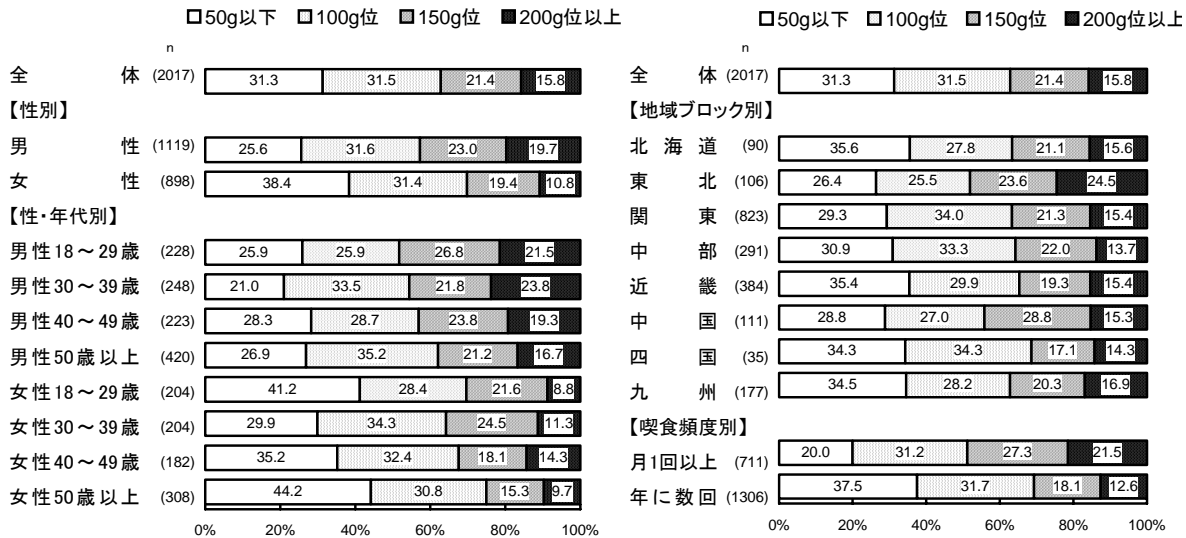 □50g以下 □100g位 □150g位 ■200g位以上
n
全体 (2017) 31.3 31.5 21.4 15.8
【性別】
男性 (1119) 25.6 31.6 23.0 19.7
女性 (898) 38.4 31.4 19.4 10.8
【性・年代別】
男性18～29歳 (228) 25.9 25.9 26.8 21.5
男性30～39歳 (248) 21.0 33.5 21.8 23.8
男性40～49歳 (223) 28.3 28.7 23.8 19.3
男性50歳以上 (420) 26.9 35.2 21.2 16.7
女性18～29歳 (204) 41.2 28.4 21.6 8.8
女性30～39歳 (204) 29.9 34.3 24.5 11.3
女性40～49歳 (182) 35.2 32.4 18.1 14.3
女性50歳以上 (308) 44.2 30.8 15.3 9.7
0% 20% 40% 60% 80% 100%
□50g以下 □100g位 □150g位 ■200g位以上
n
全体 (2017) 31.3 31.5 21.4 15.8
【地域ブロック別】
北海道 (90) 35.6 27.8 21.1 15.6
東北 (106) 26.4 25.5 23.6 24.5
関東 (823) 29.3 34.0 21.3 15.4
中部 (291) 30.9 33.3 22.0 13.7
近畿 (384) 35.4 29.9 19.3 15.4
中国 (111) 28.8 27.0 28.8 15.3
四国 (35) 34.3 34.3 17.1 14.3
九州 (177) 34.5 28.2 20.3 16.9
【喫食頻度別】
月1回以上 (711) 20.0 31.2 27.3 21.5
年に数回 (1306) 37.5 31.7 18.1 12.6
0% 20% 40% 60% 80% 100%